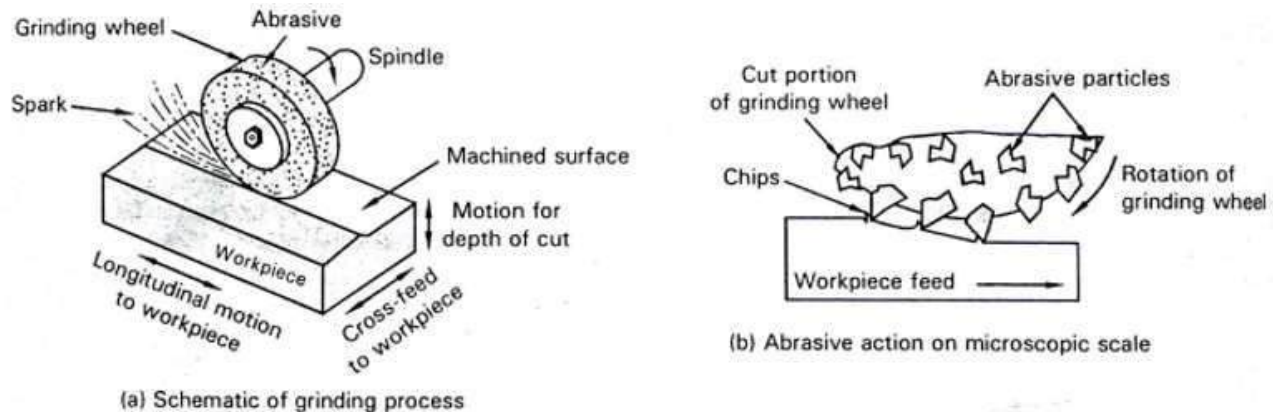 Grinding wheel
Abrasive
Spindle
Spark
Machined surface
Motion for
depth of cut
Workpiece
Longitudinal motion
to workpiece
Cross-feed
to workpiece
(a) Schematic of grinding process
Cut portion
of grinding wheel
Abrasive particles
Chips
Rotation of
grinding wheel
Workpiece feed
(b) Abrasive action on microscopic scale